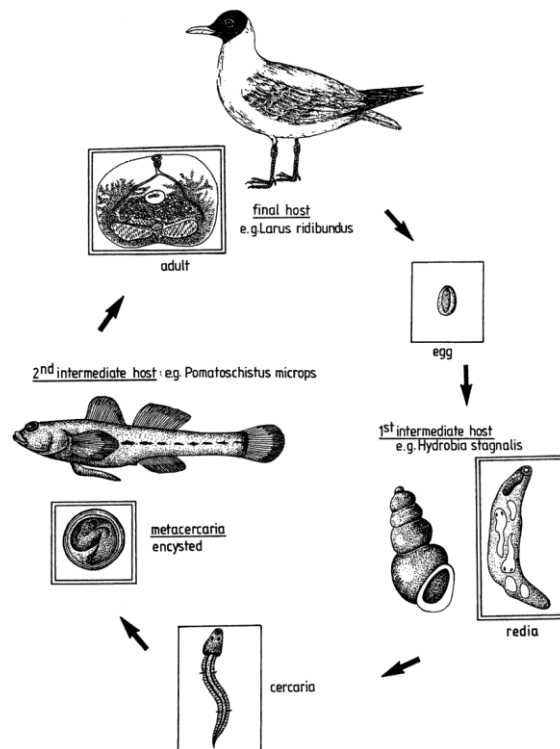 final host
e.g.Larus ridibundus
adult
egg
2nd intermediate host : e.g. Pomatoschistus microps
1st intermediate host
e.g. Hydrobia stagnalis
metacercaria
encysted
redia
cercaria